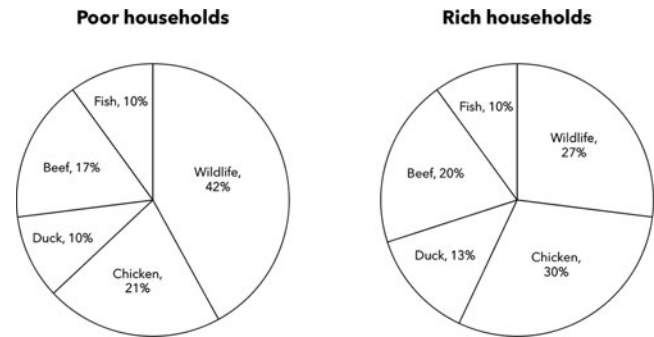 Poor households
Fish, 10%
Beef, 17%
Wildlife,
42%
Duck, 10%
Chicken,
21%
Rich households
Fish, 10%
Wildlife,
27%
Beef, 20%
Duck, 13%
Chicken,
30%